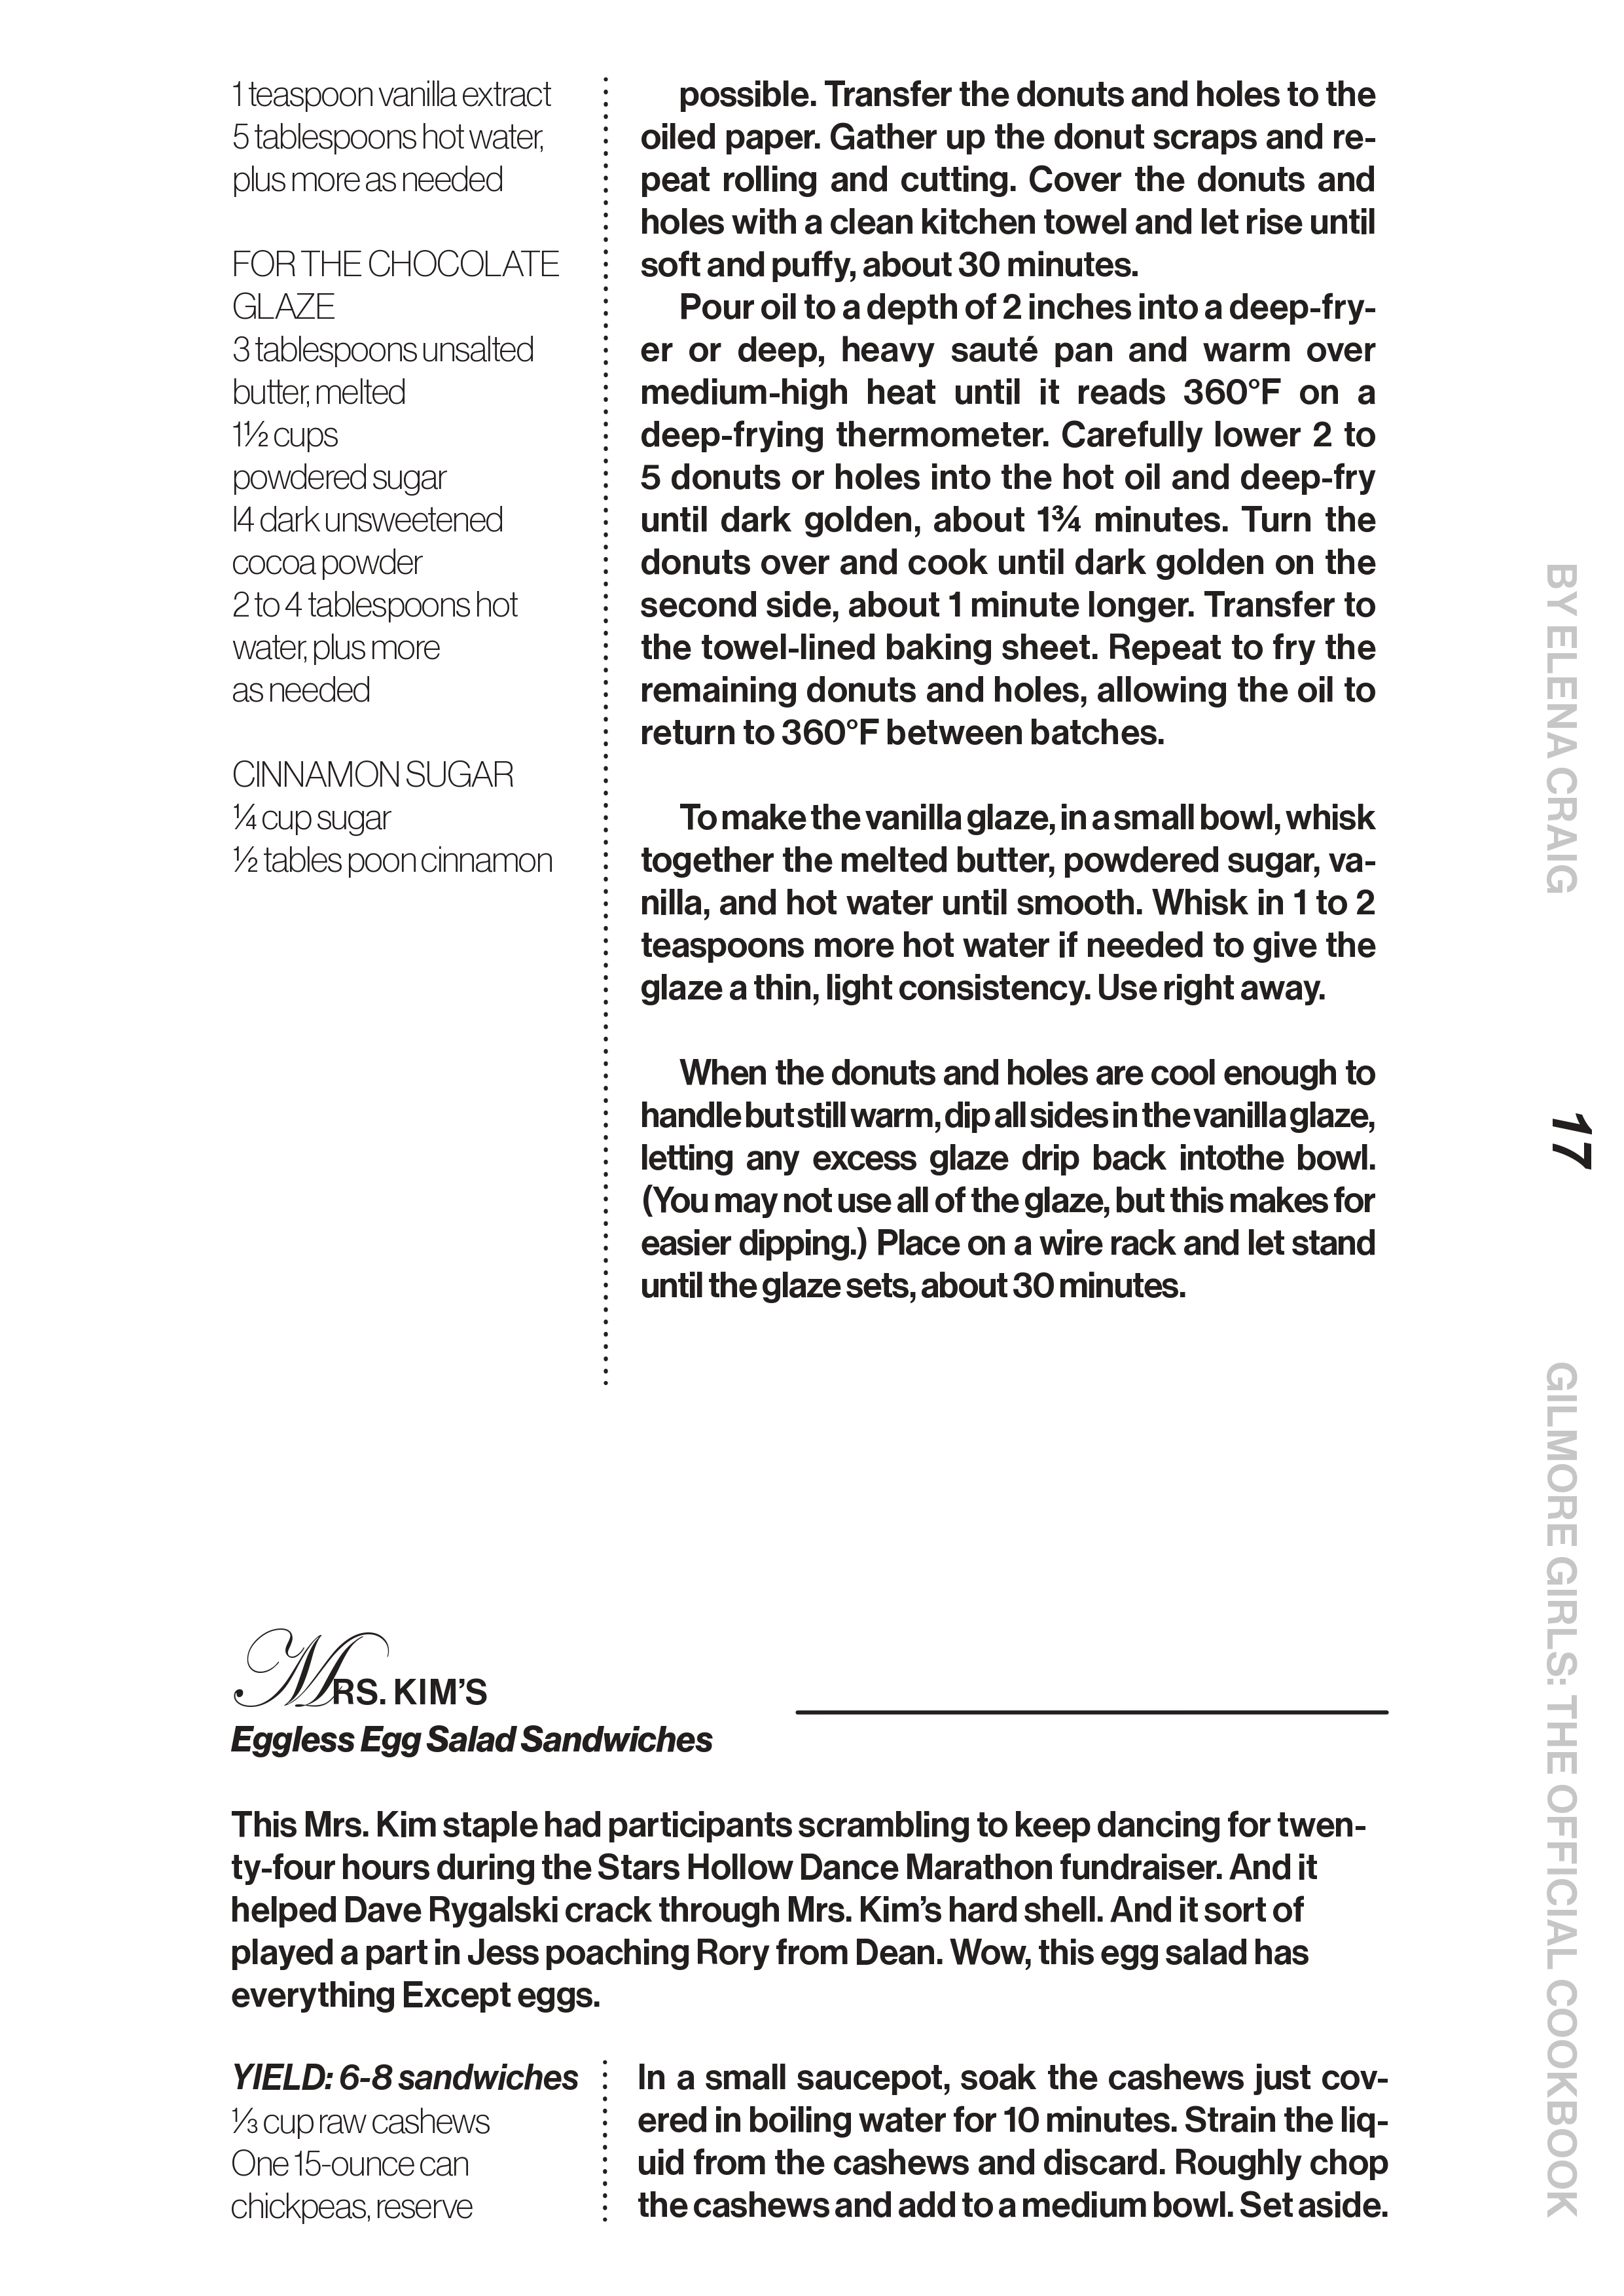 1 teaspoon vanilla extract
5 tablespoons hot water,
plus more as needed
FOR THE CHOCOLATE
GLAZE
3 tablespoons unsalted
butter, melted
1½ cups
powdered sugar
l4 dark unsweetened
cocoa powder
2 to 4 tablespoons hot
water, plus more
as needed
CINNAMON SUGAR
¼ cup sugar
½ tables poon cinnamon
possible. Transfer the donuts and holes to the
oiled paper. Gather up the donut scraps and re-
peat rolling and cutting. Cover the donuts and
holes with a clean kitchen towel and let rise until
soft and puffy, about 30 minutes.
Pour oil to a depth of 2 inches into a deep-fry-
er or deep, heavy sauté pan and warm over
medium-high heat until it reads 360°F on a
deep-frying thermometer. Carefully lower 2 to
5 donuts or holes into the hot oil and deep-fry
until dark golden, about 1¾ minutes. Turn the
donuts over and cook until dark golden on the
second side, about 1 minute longer. Transfer to
the towel-lined baking sheet. Repeat to fry the
remaining donuts and holes, allowing the oil to
return to 360°F between batches.
To make the vanilla glaze, in a small bowl, whisk
together the melted butter, powdered sugar, va-
nilla, and hot water until smooth. Whisk in 1 to 2
teaspoons more hot water if needed to give the
glaze a thin, light consistency. Use right away.
When the donuts and holes are cool enough to
handle but still warm, dip all sides in the vanilla glaze,
letting any excess glaze drip back intothe bowl.
(You may not use all of the glaze, but this makes for
easier dipping.) Place on a wire rack and let stand
until the glaze sets, about 30 minutes.
MRS. KIM’S
Eggless Egg Salad Sandwiches
This Mrs. Kim staple had participants scrambling to keep dancing for twen-
ty-four hours during the Stars Hollow Dance Marathon fundraiser. And it
helped Dave Rygalski crack through Mrs. Kim’s hard shell. And it sort of
played a part in Jess poaching Rory from Dean. Wow, this egg salad has
everything Except eggs.
YIELD: 6-8 sandwiches
⅓ cup raw cashews
One 15-ounce can
chickpeas, reserve
In a small saucepot, soak the cashews just cov-
ered in boiling water for 10 minutes. Strain the liq-
uid from the cashews and discard. Roughly chop
the cashews and add to a medium bowl. Set aside.
BY ELENA CRAIG
17
GILMORE GIRLS: THE OFFICIAL COOKBOOK